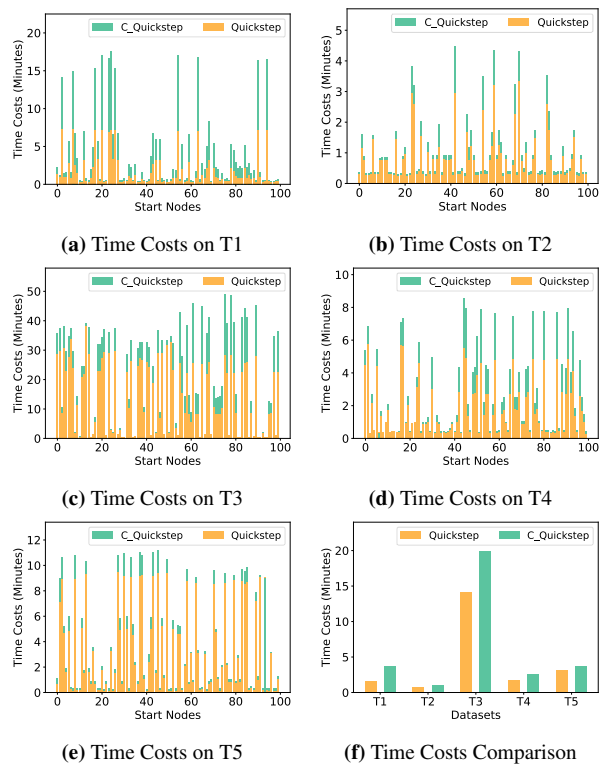 C_Quickstep Quickstep
Time Costs (Minutes)
20
15
10
5
0
0 20 40 60 80 100
Start Nodes
(a) Time Costs on T1
C_Quickstep Quickstep
Time Costs (Minutes)
5
4
3
2
1
0
0 20 40 60 80 100
Start Nodes
(b) Time Costs on T2
C_Quickstep Quickstep
Time Costs (Minutes)
50
40
30
20
10
0
0 20 40 60 80 100
Start Nodes
(c) Time Costs on T3
C_Quickstep Quickstep
Time Costs (Minutes)
10
8
6
4
2
0
0 20 40 60 80 100
Start Nodes
(d) Time Costs on T4
C_Quickstep Quickstep
Time Costs (Minutes)
12
10
8
6
4
2
0
0 20 40 60 80 100
Start Nodes
(e) Time Costs on T5
Quickstep C_Quickstep
Time Costs (Minutes)
20
15
10
5
0
T1 T2 T3 T4 T5
Datasets
(f) Time Costs Comparison